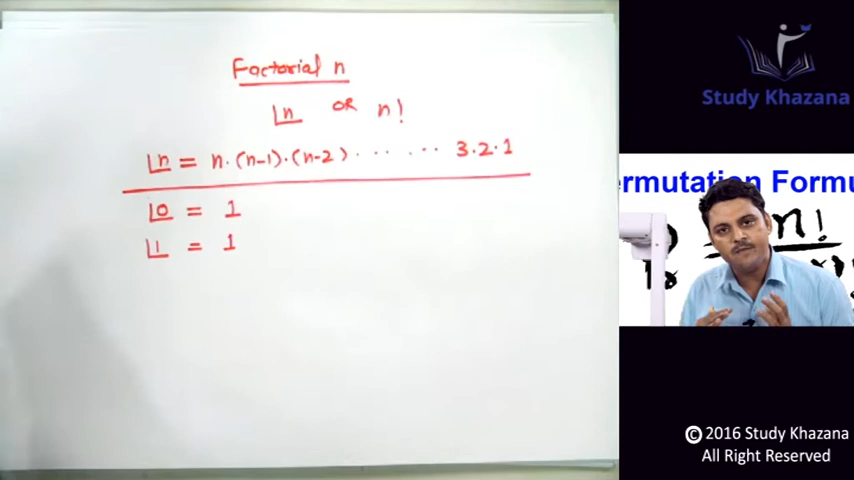 Factorial n
⌊n OR n!
⌊n = n·(n-1)·(n-2)· ··· ··· 3·2·1
⌊0 = 1
⌊1 = 1
Study Khazana
ermutation Formu
n!
© 2016 Study Khazana
All Right Reserved